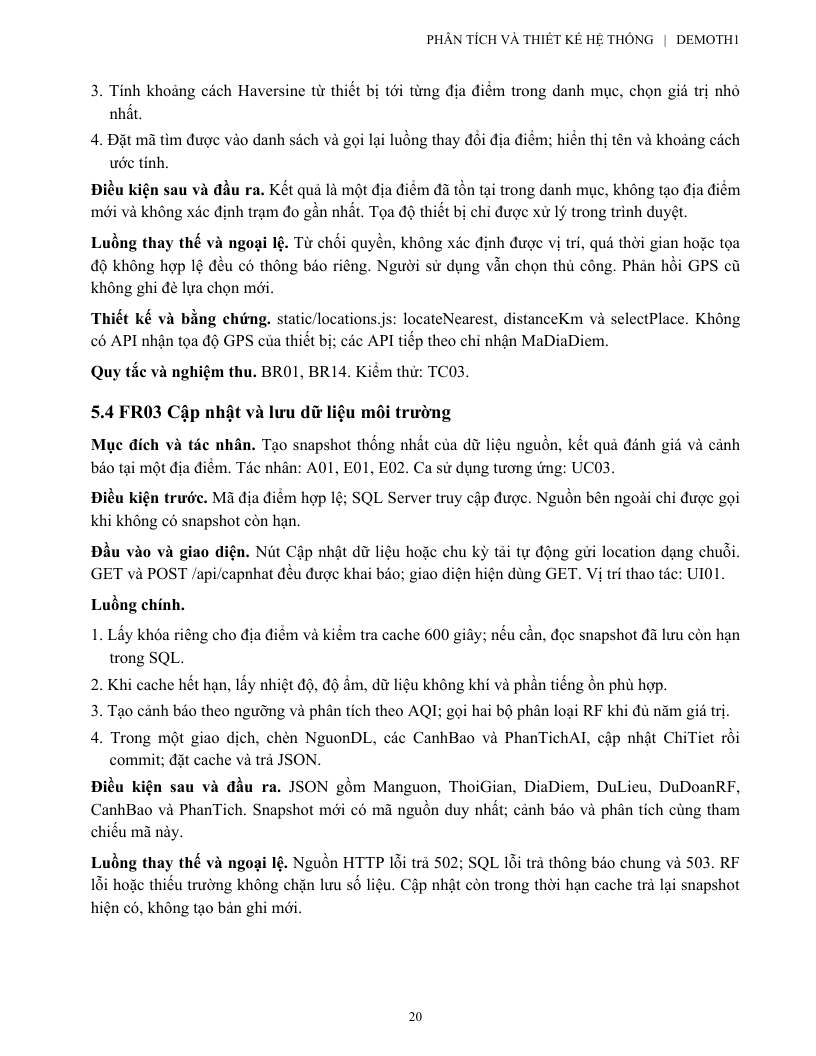 PHÂN TÍCH VÀ THIẾT KẾ HỆ THỐNG | DEMOTH1
3. Tính khoảng cách Haversine từ thiết bị tới từng địa điểm trong danh mục, chọn giá trị nhỏ
nhất.
4. Đặt mã tìm được vào danh sách và gọi lại luồng thay đổi địa điểm; hiển thị tên và khoảng cách
ước tính.
Điều kiện sau và đầu ra. Kết quả là một địa điểm đã tồn tại trong danh mục, không tạo địa điểm
mới và không xác định trạm đo gần nhất. Tọa độ thiết bị chỉ được xử lý trong trình duyệt.
Luồng thay thế và ngoại lệ. Từ chối quyền, không xác định được vị trí, quá thời gian hoặc tọa
độ không hợp lệ đều có thông báo riêng. Người sử dụng vẫn chọn thủ công. Phản hồi GPS cũ
không ghi đè lựa chọn mới.
Thiết kế và bằng chứng. static/locations.js: locateNearest, distanceKm và selectPlace. Không
có API nhận tọa độ GPS của thiết bị; các API tiếp theo chỉ nhận MaDiaDiem.
Quy tắc và nghiệm thu. BR01, BR14. Kiểm thử: TC03.
5.4 FR03 Cập nhật và lưu dữ liệu môi trường
Mục đích và tác nhân. Tạo snapshot thống nhất của dữ liệu nguồn, kết quả đánh giá và cảnh
báo tại một địa điểm. Tác nhân: A01, E01, E02. Ca sử dụng tương ứng: UC03.
Điều kiện trước. Mã địa điểm hợp lệ; SQL Server truy cập được. Nguồn bên ngoài chỉ được gọi
khi không có snapshot còn hạn.
Đầu vào và giao diện. Nút Cập nhật dữ liệu hoặc chu kỳ tải tự động gửi location dạng chuỗi.
GET và POST /api/capnhat đều được khai báo; giao diện hiện dùng GET. Vị trí thao tác: UI01.
Luồng chính.
1. Lấy khóa riêng cho địa điểm và kiểm tra cache 600 giây; nếu cần, đọc snapshot đã lưu còn hạn
trong SQL.
2. Khi cache hết hạn, lấy nhiệt độ, độ ẩm, dữ liệu không khí và phần tiếng ồn phù hợp.
3. Tạo cảnh báo theo ngưỡng và phân tích theo AQI; gọi hai bộ phân loại RF khi đủ năm giá trị.
4. Trong một giao dịch, chèn NguonDL, các CanhBao và PhanTichAI, cập nhật ChiTiet rồi
commit; đặt cache và trả JSON.
Điều kiện sau và đầu ra. JSON gồm Manguon, ThoiGian, DiaDiem, DuLieu, DuDoanRF,
CanhBao và PhanTich. Snapshot mới có mã nguồn duy nhất; cảnh báo và phân tích cùng tham
chiếu mã này.
Luồng thay thế và ngoại lệ. Nguồn HTTP lỗi trả 502; SQL lỗi trả thông báo chung và 503. RF
lỗi hoặc thiếu trường không chặn lưu số liệu. Cập nhật còn trong thời hạn cache trả lại snapshot
hiện có, không tạo bản ghi mới.
20